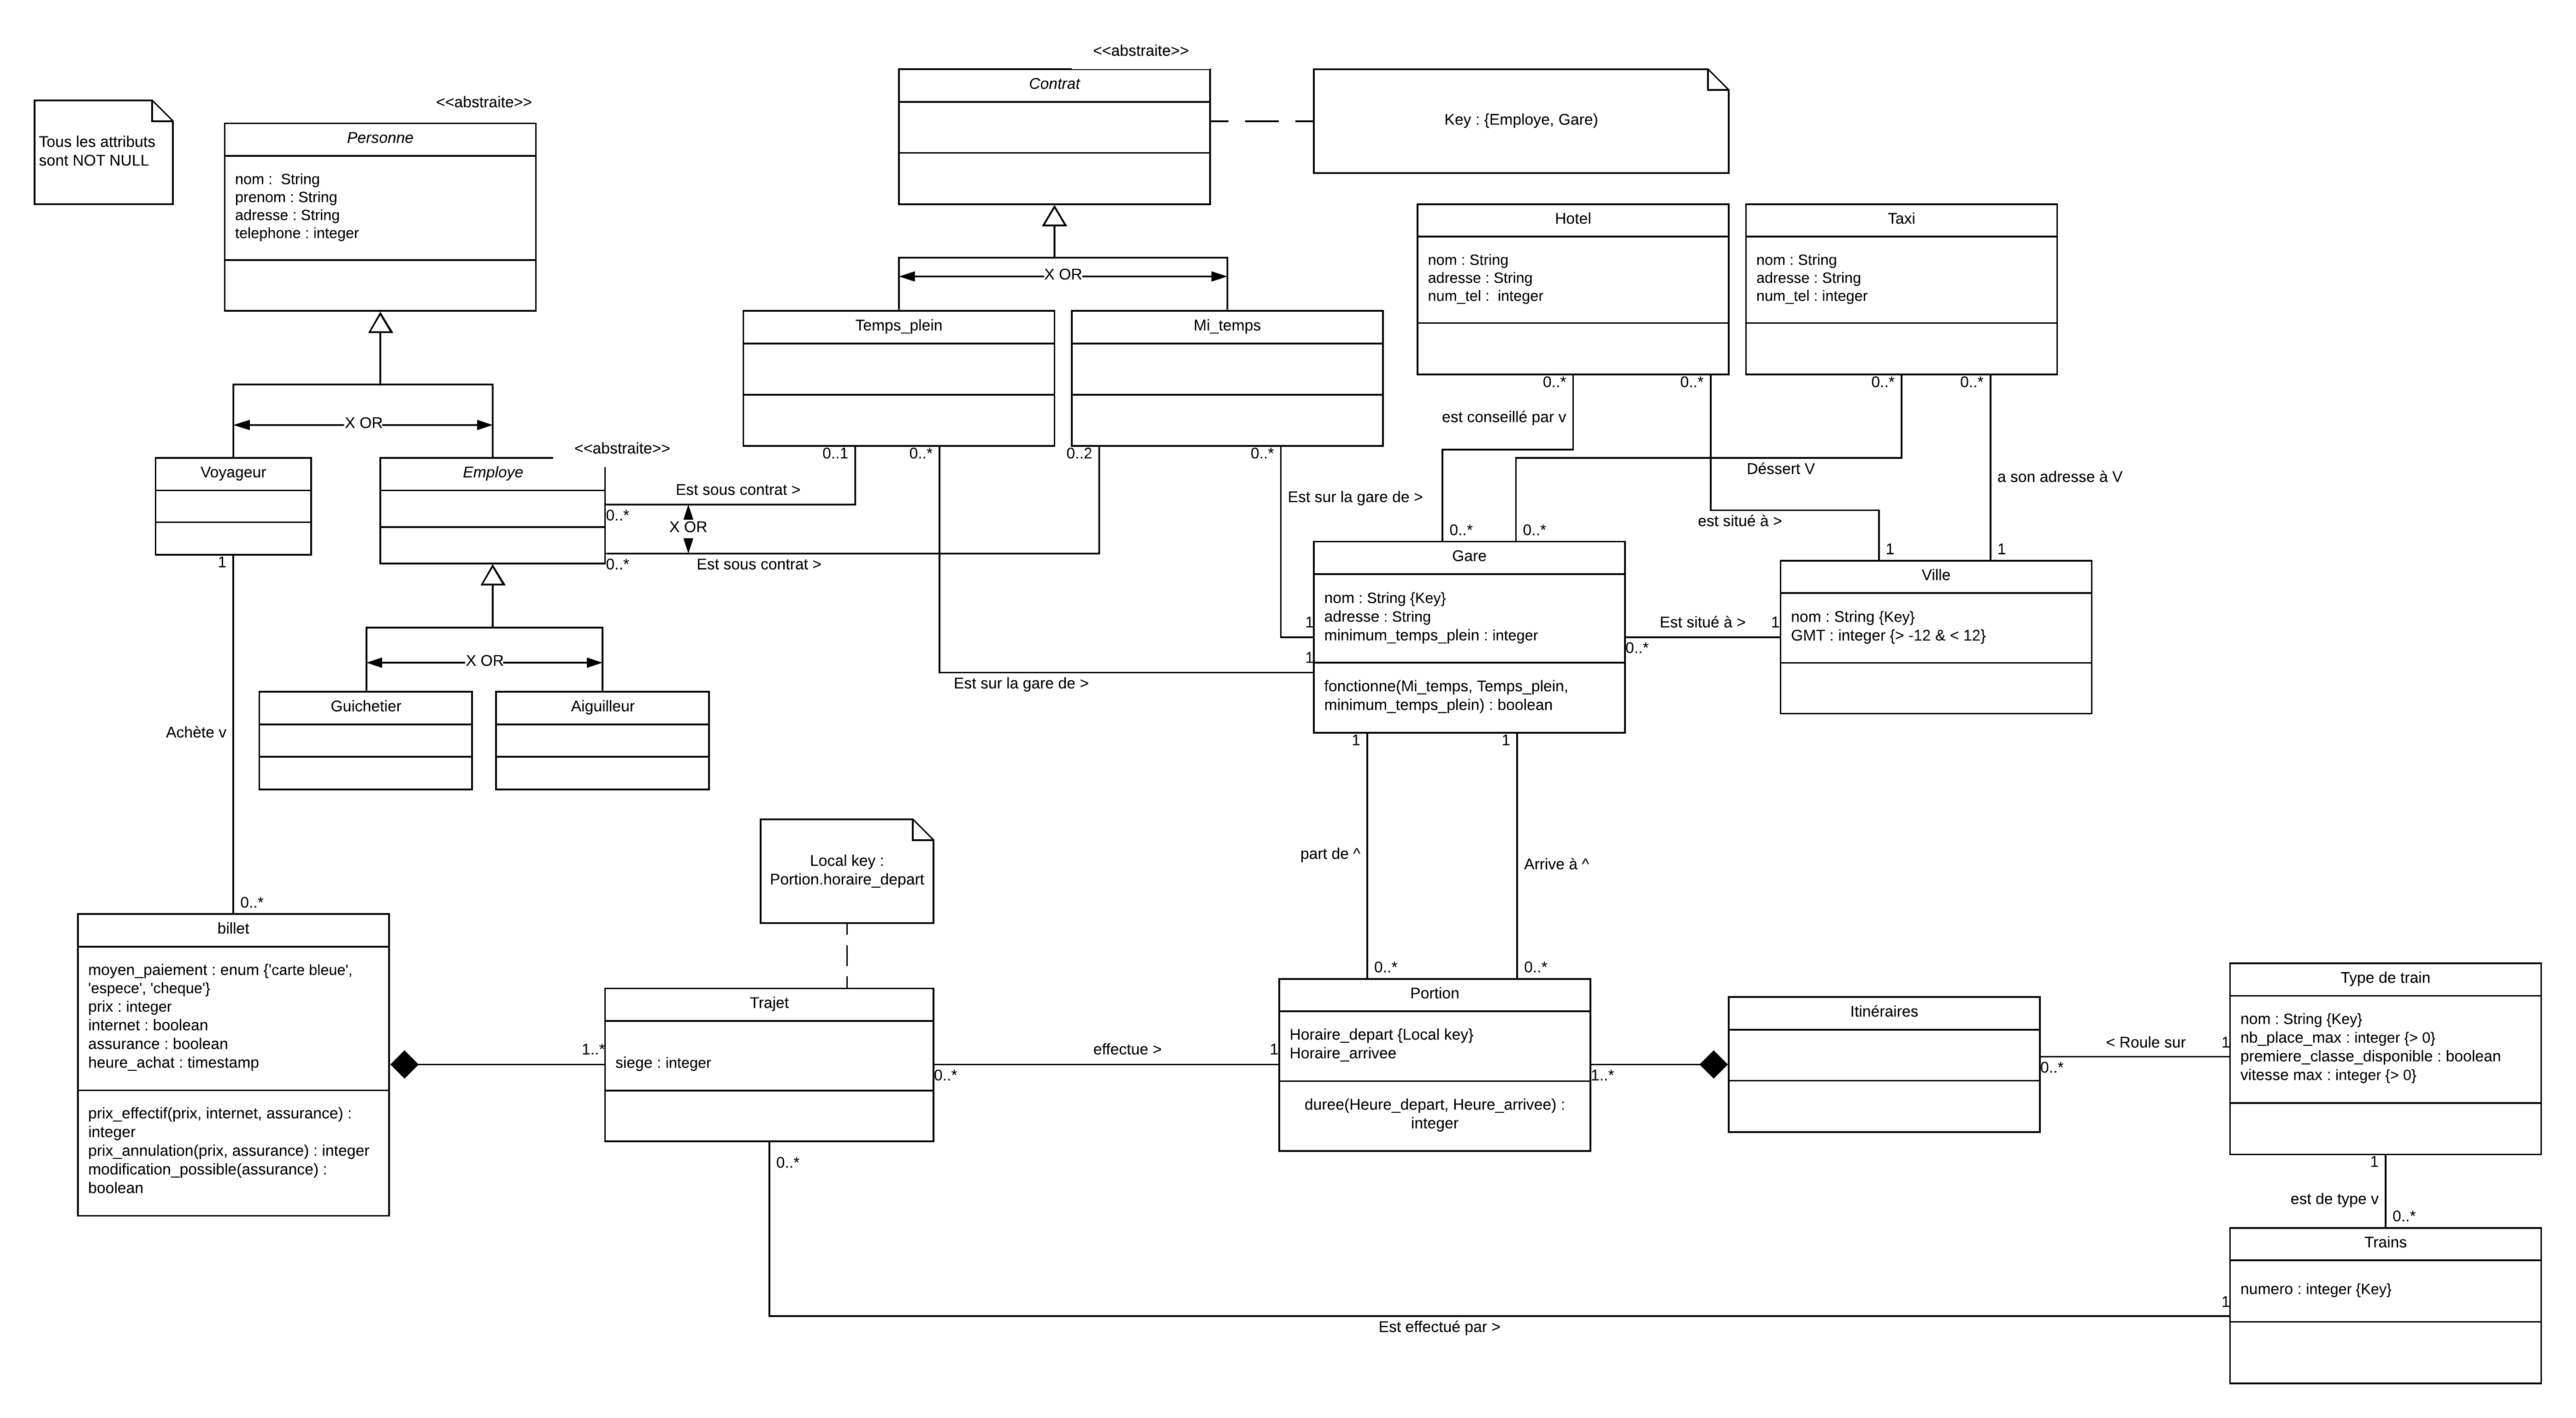 <<abstraite>>
Contrat
Key : {Employe, Gare)
Tous les attributs
sont NOT NULL
<<abstraite>>
Personne
nom :  String
prenom : String
adresse : String
telephone : integer
X OR
Temps_plein
Mi_temps
Hotel
nom : String
adresse : String
num_tel :  integer
Taxi
nom : String
adresse : String
num_tel : integer
X OR
Voyageur
<<abstraite>>
Employe
0..1
0..*
0..2
0..*
0..*
0..*
0..*
0..*
est conseillé par v
Déssert V
a son adresse à V
est situé à >
Est sous contrat >
0..*
X OR
0..*
Est sous contrat >
Est sur la gare de >
0..*
0..*
1
1
Gare
nom : String {Key}
adresse : String
minimum_temps_plein : integer
fonctionne(Mi_temps, Temps_plein,
minimum_temps_plein) : boolean
1
1
Est sur la gare de >
Est situé à >
1
0..*
Ville
nom : String {Key}
GMT : integer {> -12 & < 12}
1
X OR
Guichetier
Aiguilleur
Achète v
0..*
1
1
part de ^
Arrive à ^
0..*
0..*
Local key :
Portion.horaire_depart
billet
moyen_paiement : enum {'carte bleue',
'espece', 'cheque'}
prix : integer
internet : boolean
assurance : boolean
heure_achat : timestamp
prix_effectif(prix, internet, assurance) :
integer
prix_annulation(prix, assurance) : integer
modification_possible(assurance) :
boolean
1..*
Trajet
siege : integer
0..*
effectue >
1
0..*
Portion
Horaire_depart {Local key}
Horaire_arrivee
duree(Heure_depart, Heure_arrivee) :
integer
1..*
Itinéraires
0..*
< Roule sur
1
Type de train
nom : String {Key}
nb_place_max : integer {> 0}
premiere_classe_disponible : boolean
vitesse max : integer {> 0}
1
est de type v
0..*
Trains
numero : integer {Key}
1
Est effectué par >